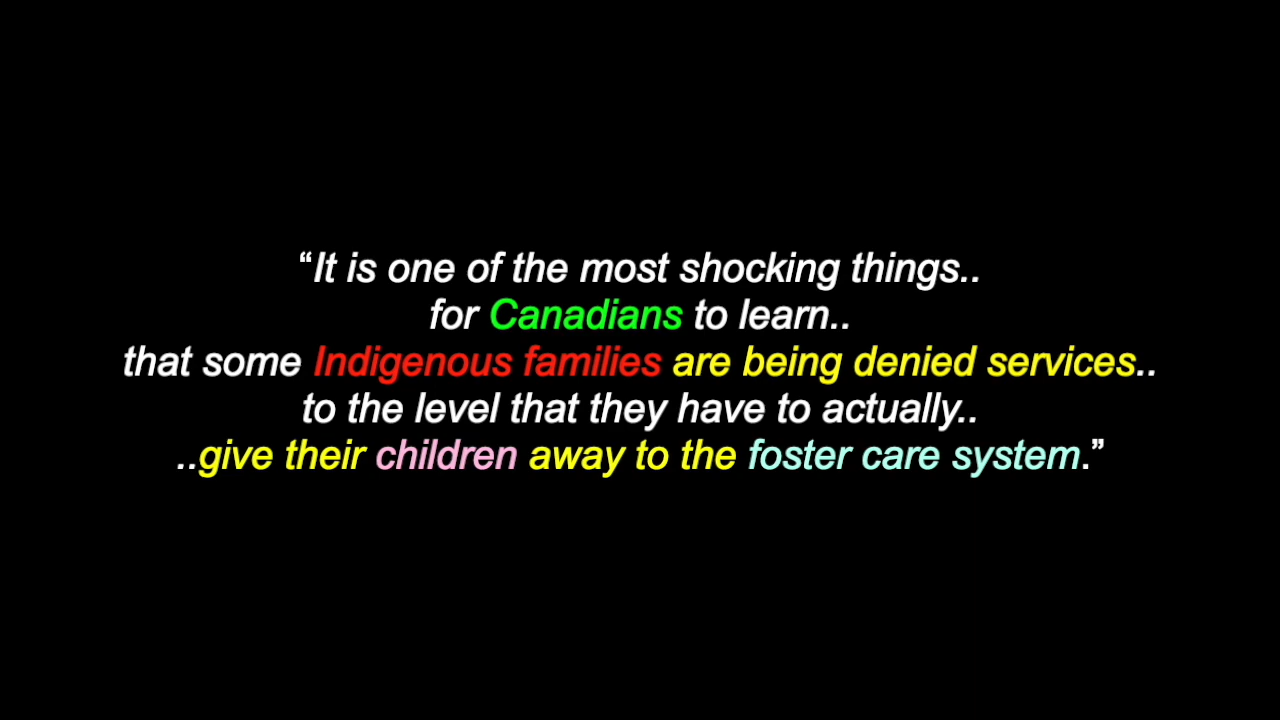 “It is one of the most shocking things..
for Canadians to learn..
that some Indigenous families are being denied services..
to the level that they have to actually..
..give their children away to the foster care system.”